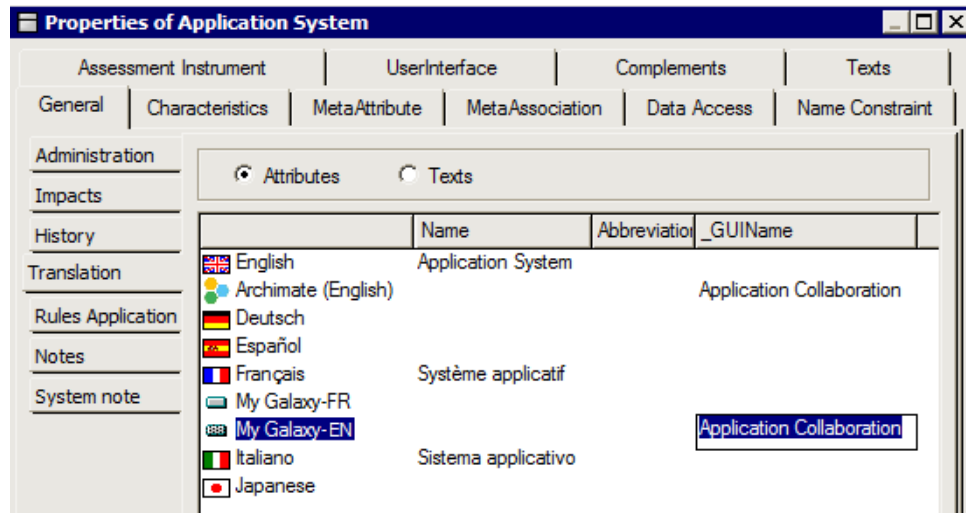 Properties of Application System
Assessment Instrument UserInterface Complements Texts
General Characteristics MetaAttribute MetaAssociation Data Access Name Constraint
Administration
Attributes Texts
Impacts
History
Name Abbreviation _GUIName
English Application System
Translation
Archimate (English) Application Collaboration
Rules Application
Deutsch
Español
Notes
Français Système applicatif
System note
My Galaxy-FR
My Galaxy-EN Application Collaboration
Italiano Sistema applicativo
Japanese